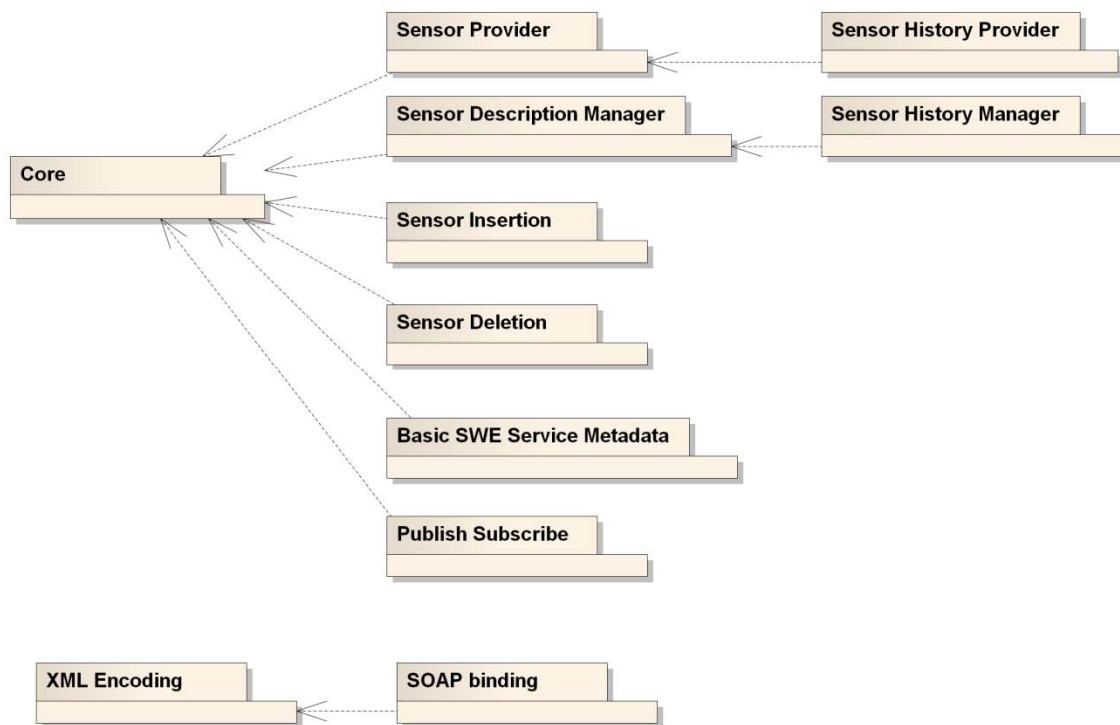 Sensor Provider
Sensor History Provider
Sensor Description Manager
Sensor History Manager
Core
Sensor Insertion
Sensor Deletion
Basic SWE Service Metadata
Publish Subscribe
XML Encoding
SOAP binding